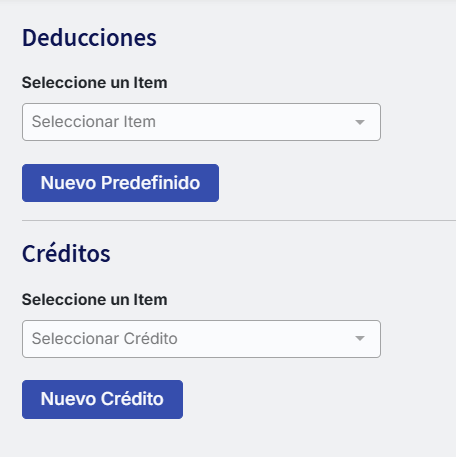 Deducciones
Seleccione un Item
Seleccionar Item
Nuevo Predefinido
Créditos
Seleccione un Item
Seleccionar Crédito
Nuevo Crédito